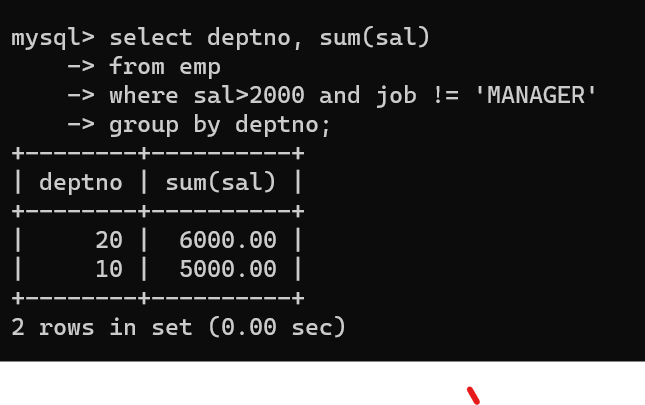 mysql> select deptno, sum(sal)
    -> from emp
    -> where sal>2000 and job != 'MANAGER'
    -> group by deptno;
+--------+----------+
| deptno | sum(sal) |
+--------+----------+
|     20 |  6000.00 |
|     10 |  5000.00 |
+--------+----------+
2 rows in set (0.00 sec)